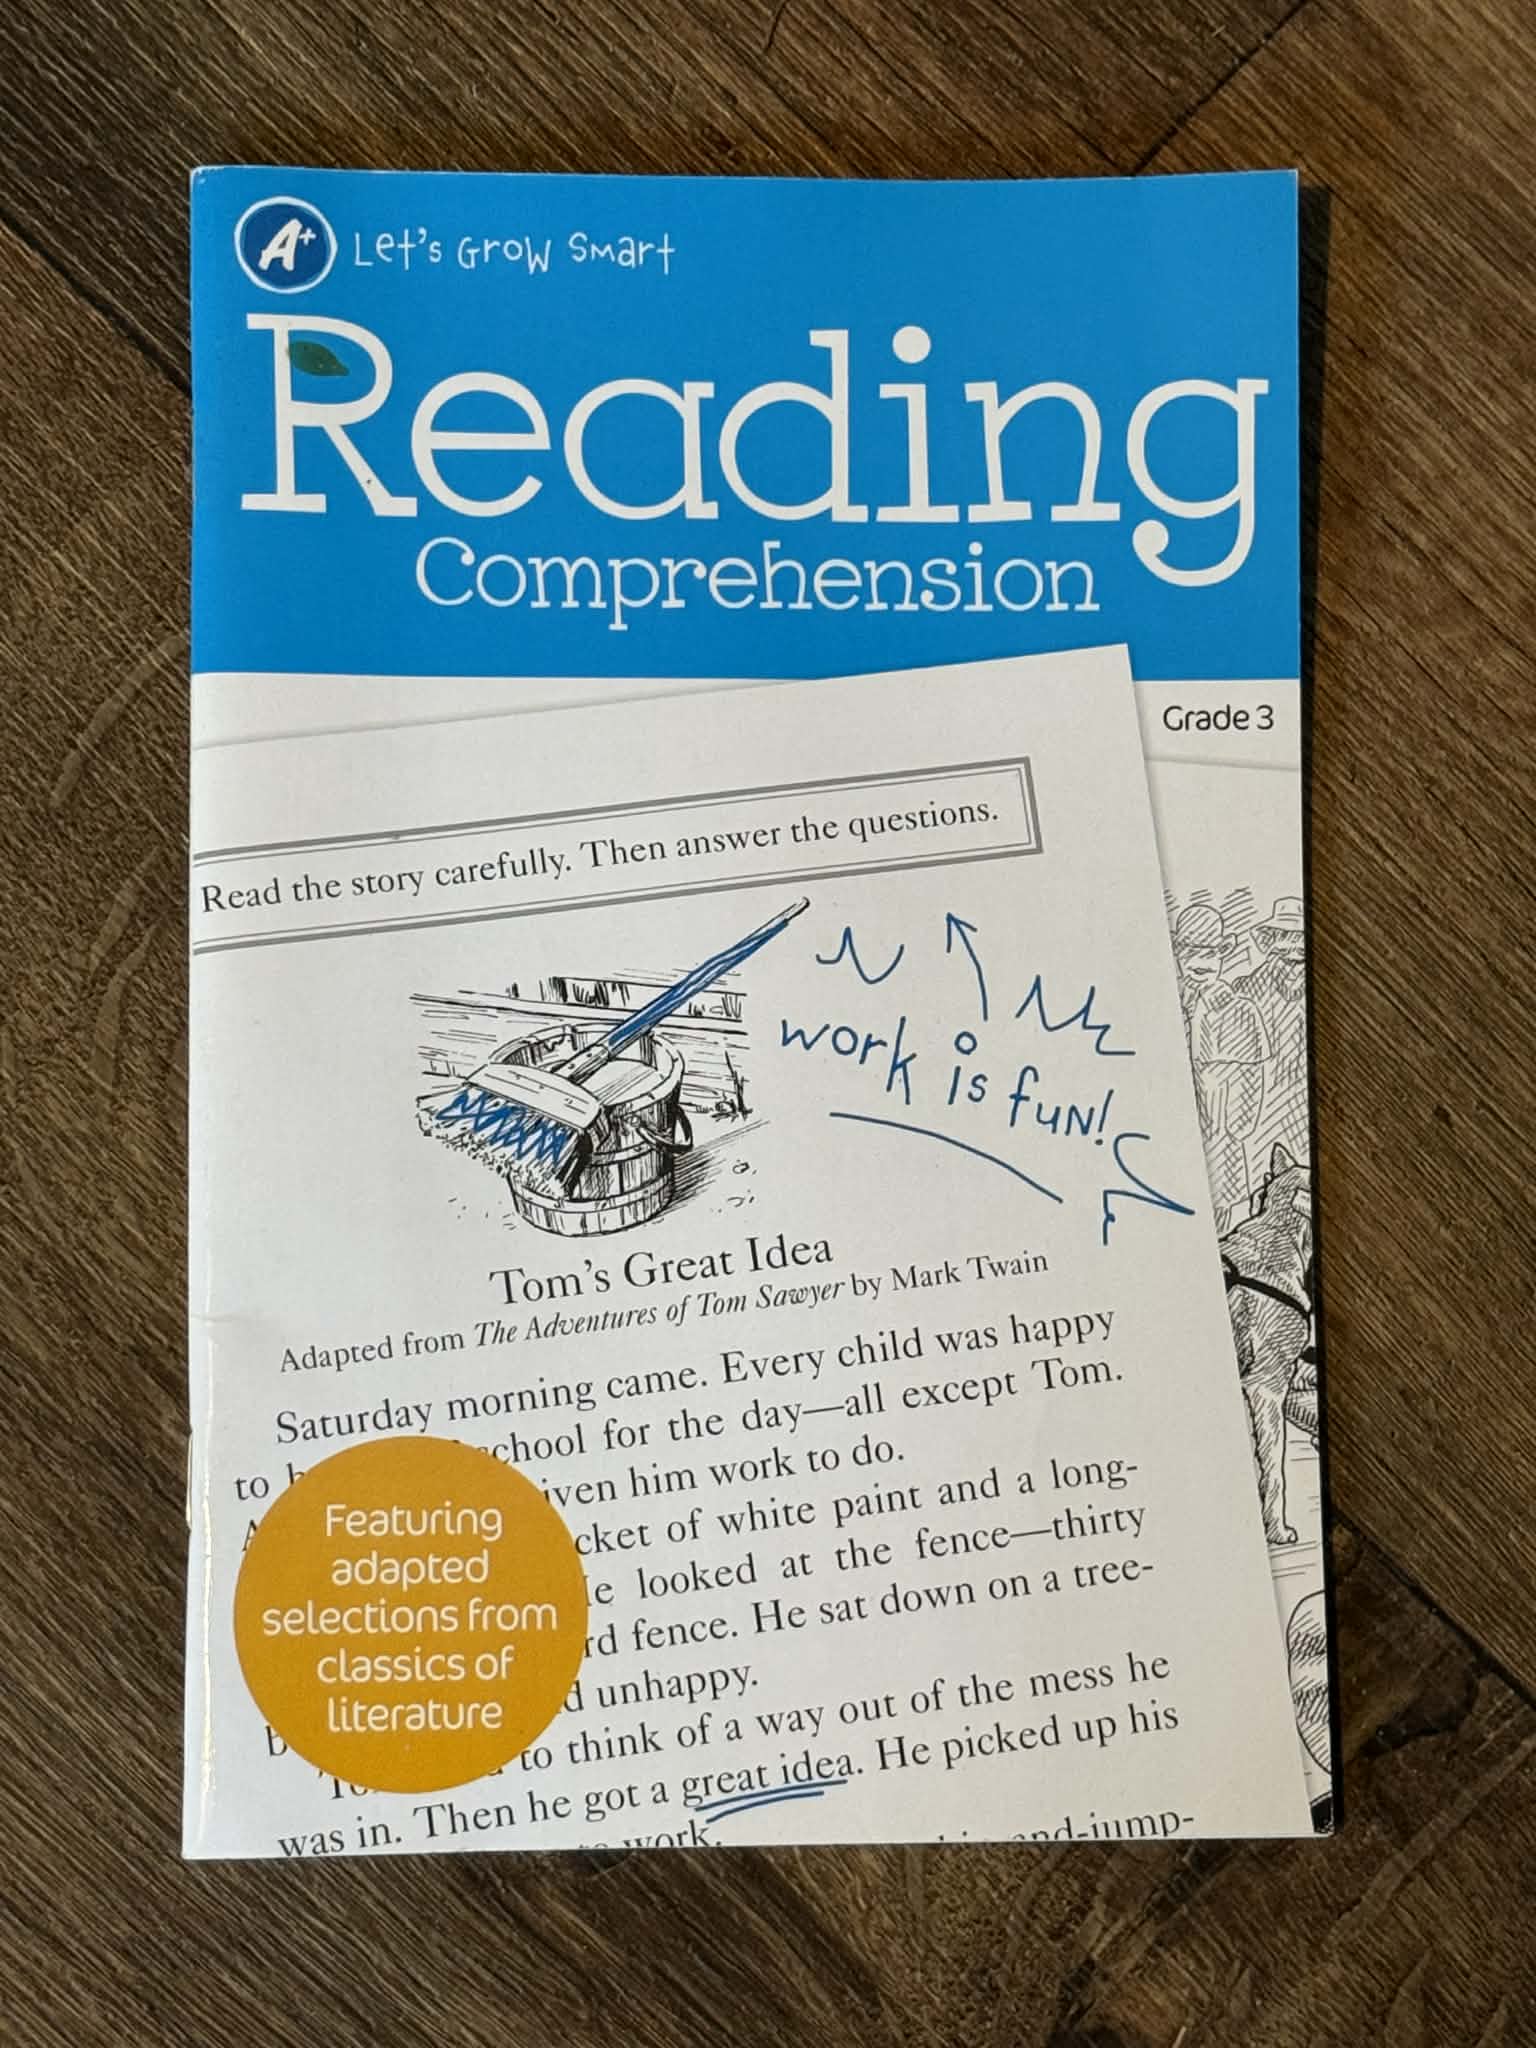 A+ Let's Grow Smart
Reading
Comprehension
Grade 3
Read the story carefully. Then answer the questions.
work is fun!
Tom's Great Idea
Adapted from The Adventures of Tom Sawyer by Mark Twain
Saturday morning came. Every child was happy
to school for the day—all except Tom.
him work to do.
of white paint and a long-
looked at the fence—thirty
fence. He sat down on a tree-
unhappy.
to think of a way out of the mess he
was in. Then he got a great idea. He picked up his
work.
Featuring
adapted
selections from
classics of
literature